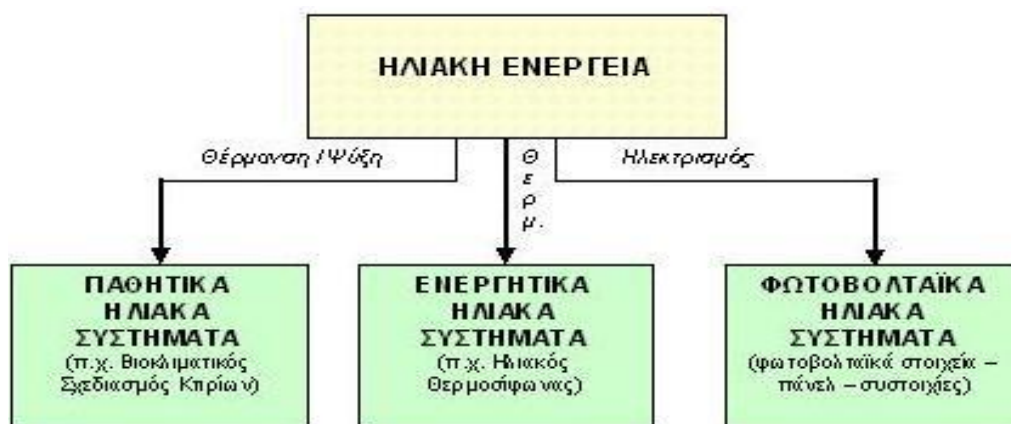 ΗΛΙΑΚΗ ΕΝΕΡΓΕΙΑ
Θέρμανση / Ψύξη
Θερμ.
Ηλεκτρισμός
ΠΑΘΗΤΙΚΑ
ΗΛΙΑΚΑ
ΣΥΣΤΗΜΑΤΑ
(π.χ. Βιοκλιματικός
Σχεδιασμός Κτιρίων)
ΕΝΕΡΓΗΤΙΚΑ
ΗΛΙΑΚΑ
ΣΥΣΤΗΜΑΤΑ
(π.χ. Ηλιακός
Θερμοσίφωνας)
ΦΩΤΟΒΟΛΤΑΪΚΑ
ΗΛΙΑΚΑ
ΣΥΣΤΗΜΑΤΑ
(φωτοβολταϊκά στοιχεία –
πάνελ – συστοιχίες)